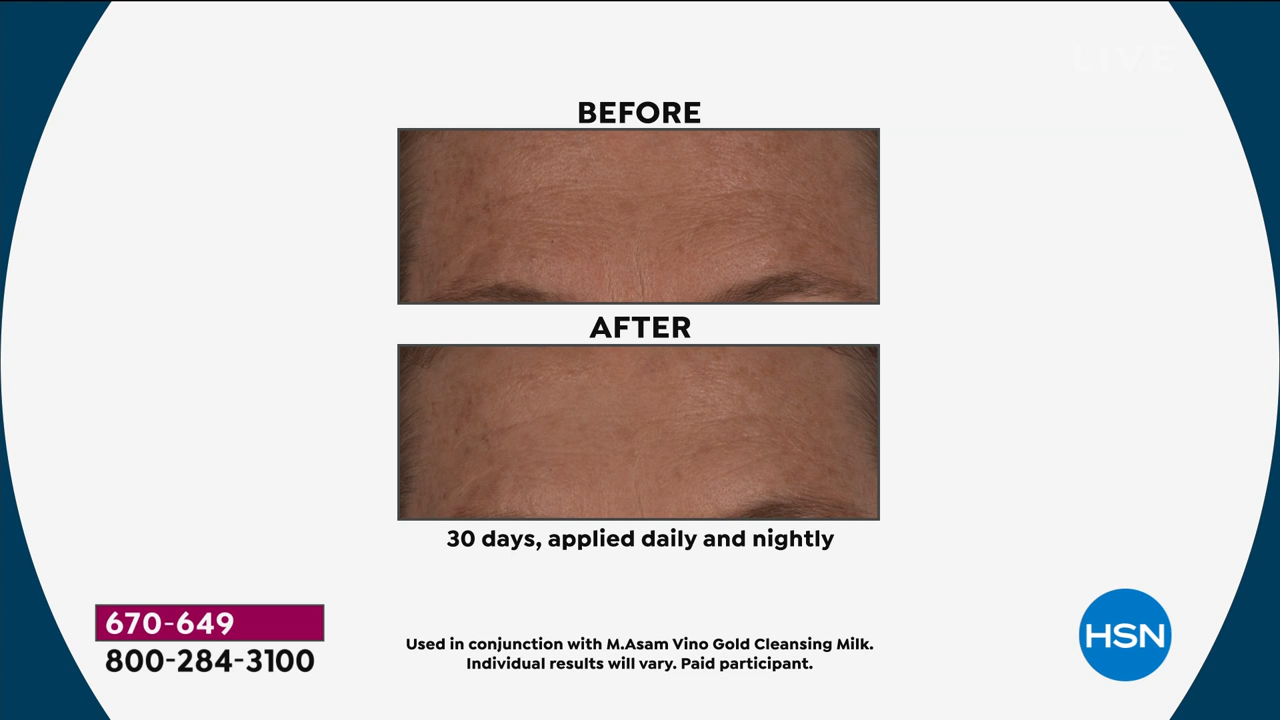 LIVE
BEFORE
AFTER
30 days, applied daily and nightly
670-649
800-284-3100
Used in conjunction with M.Asam Vino Gold Cleansing Milk.
Individual results will vary. Paid participant.
HSN